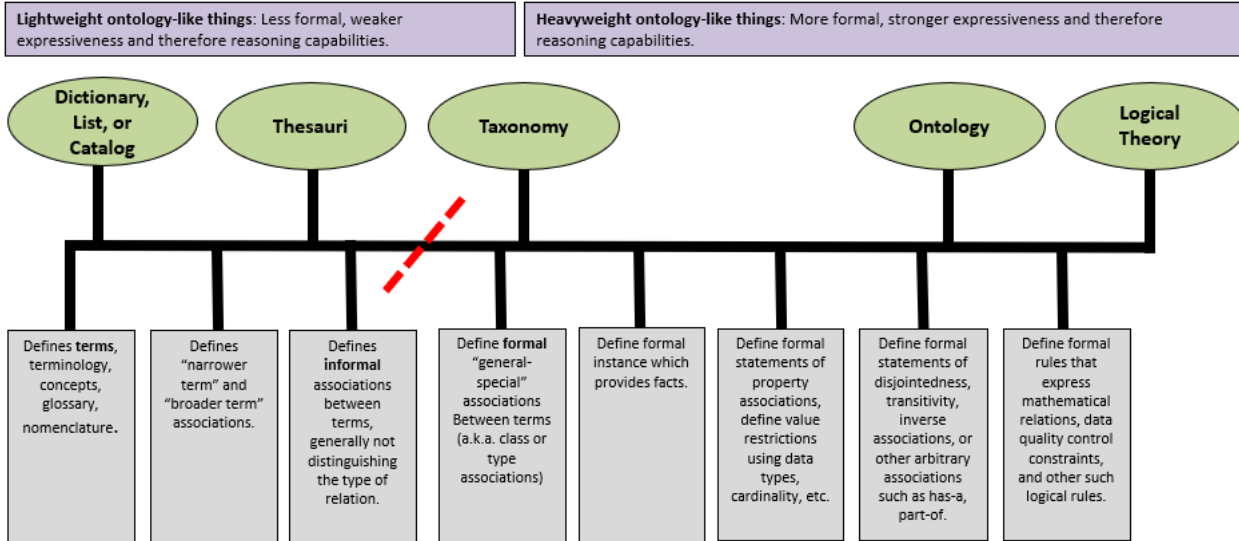 Lightweight ontology-like things: Less formal, weaker
expressiveness and therefore reasoning capabilities.
Heavyweight ontology-like things: More formal, stronger expressiveness and therefore
reasoning capabilities.
Dictionary,
List, or
Catalog
Thesauri
Taxonomy
Ontology
Logical
Theory
Defines terms,
terminology,
concepts,
glossary,
nomenclature.
Defines
“narrower
term” and
“broader term”
associations.
Defines
informal
associations
between
terms,
generally not
distinguishing
the type of
relation.
Define formal
“general-
special”
associations
Between terms
(a.k.a. class or
type
associations)
Define formal
instance which
provides facts.
Define formal
statements of
property
associations,
define value
restrictions
using data
types,
cardinality, etc.
Define formal
statements of
disjointedness,
transitivity,
inverse
associations, or
other arbitrary
associations
such as has-a,
part-of.
Define formal
rules that
express
mathematical
relations, data
quality control
constraints,
and other such
logical rules.